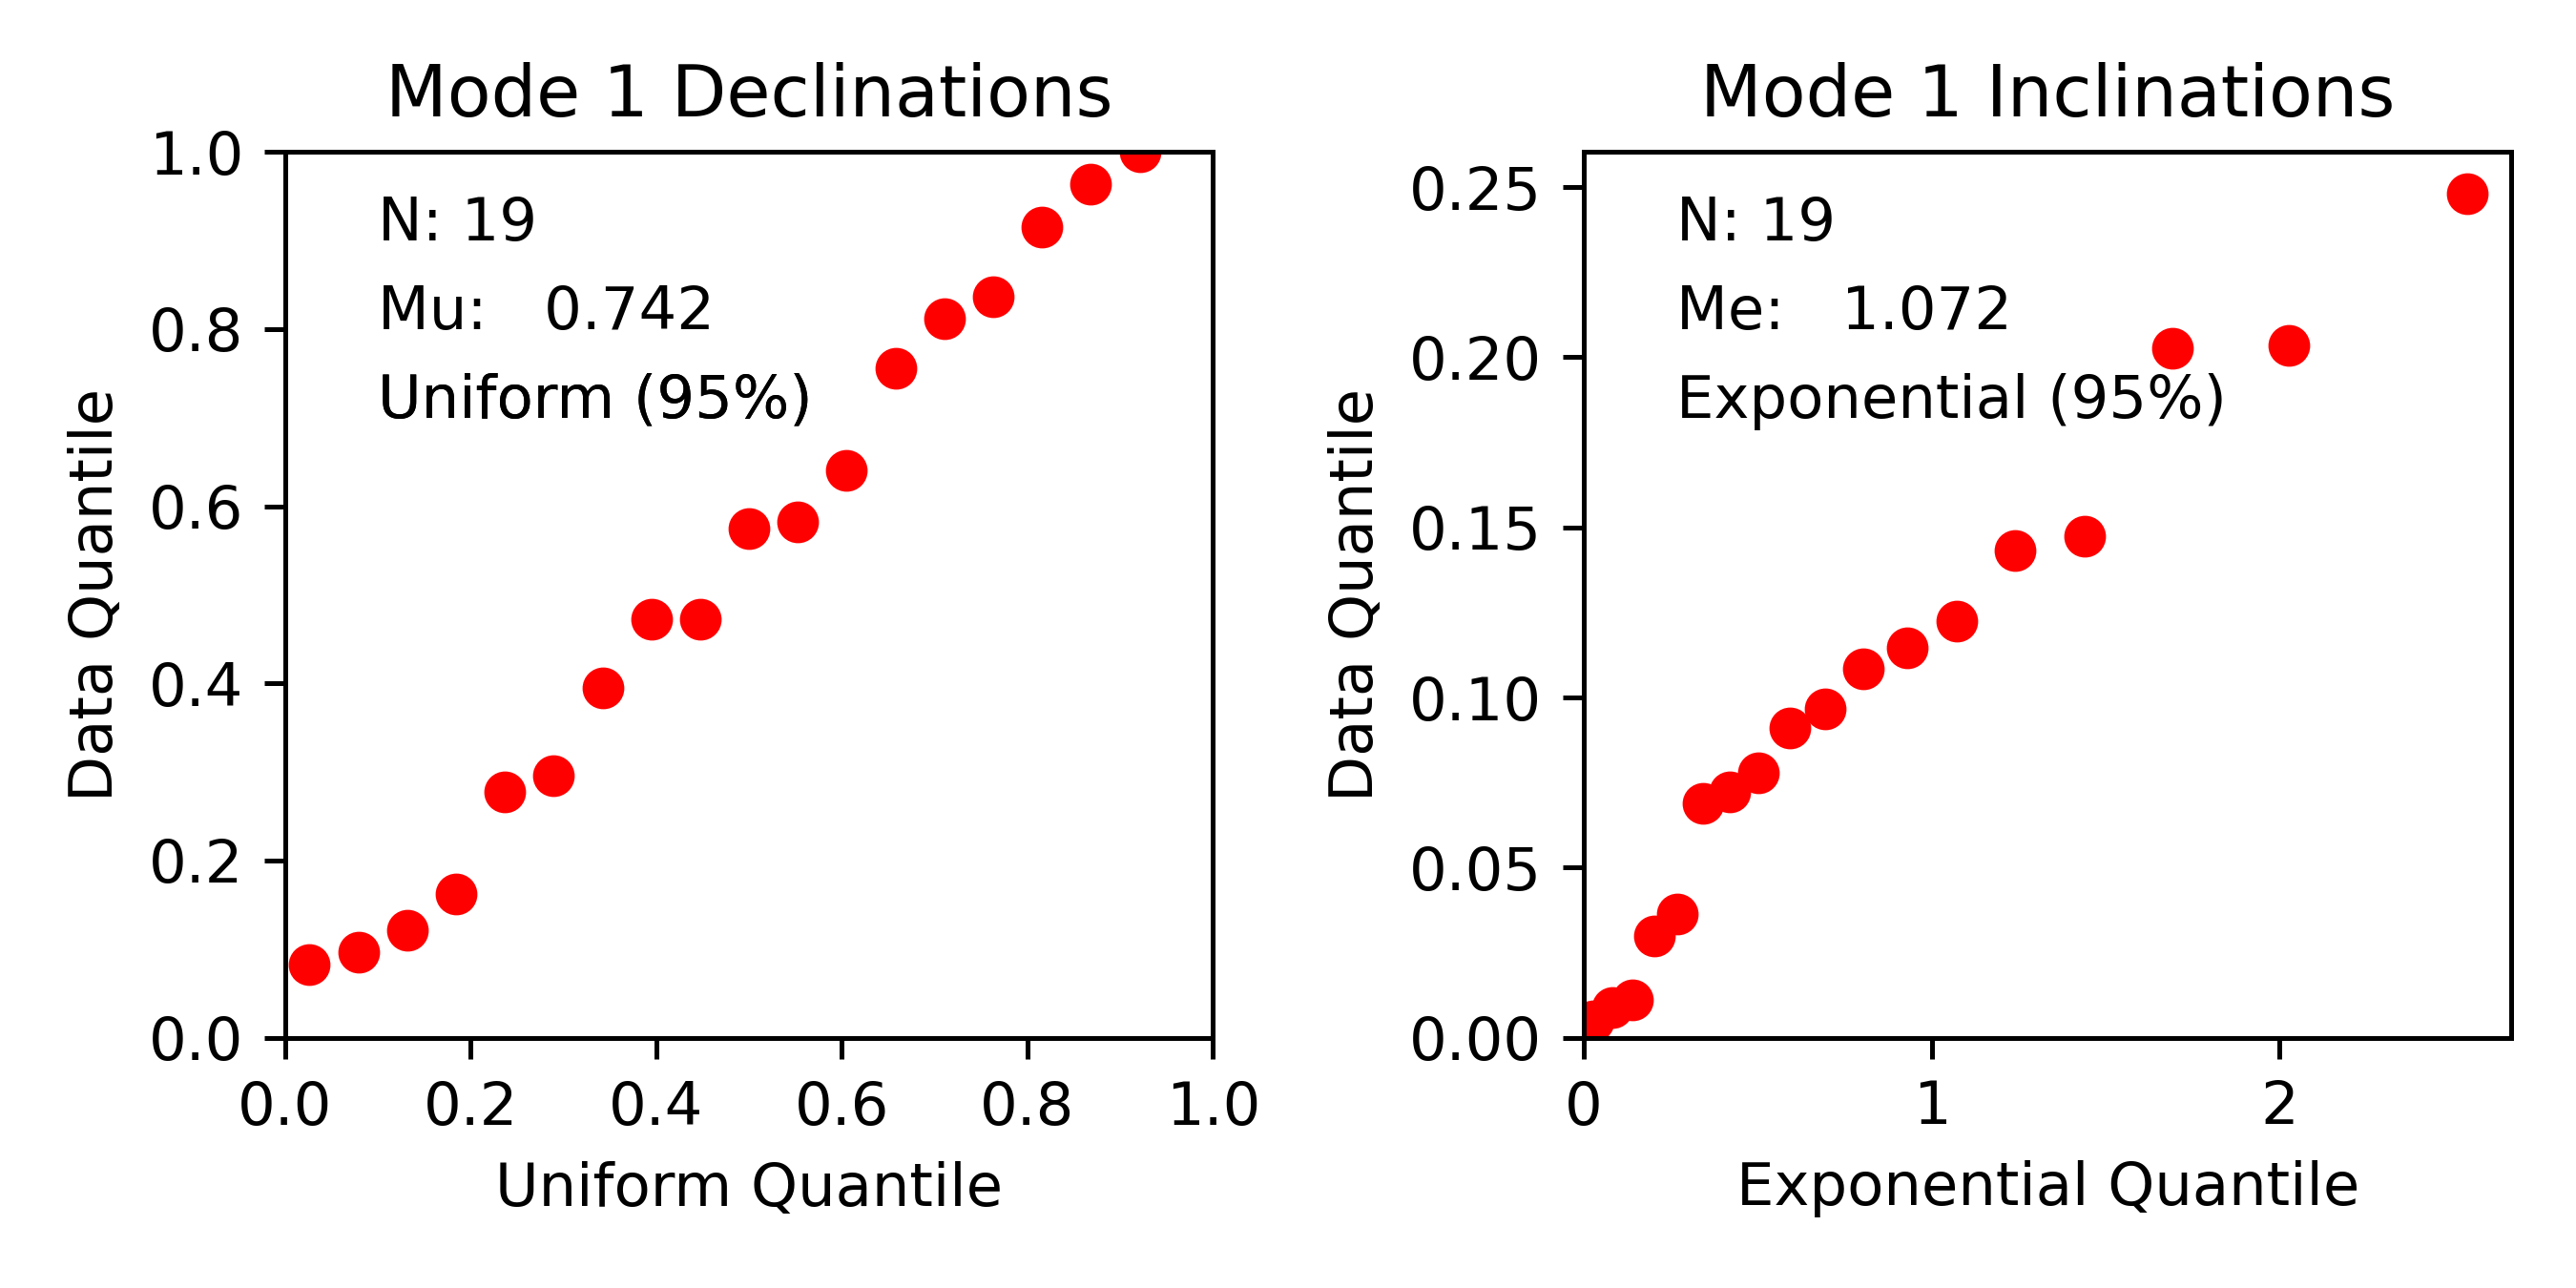 Mode 1 Declinations
N: 19
Mu: 0.742
Uniform (95%)
Data Quantile
1.0
0.8
0.6
0.4
0.2
0.0
0.0 0.2 0.4 0.6 0.8 1.0
Uniform Quantile
Mode 1 Inclinations
N: 19
Me: 1.072
Exponential (95%)
Data Quantile
0.25
0.20
0.15
0.10
0.05
0.00
0 1 2
Exponential Quantile